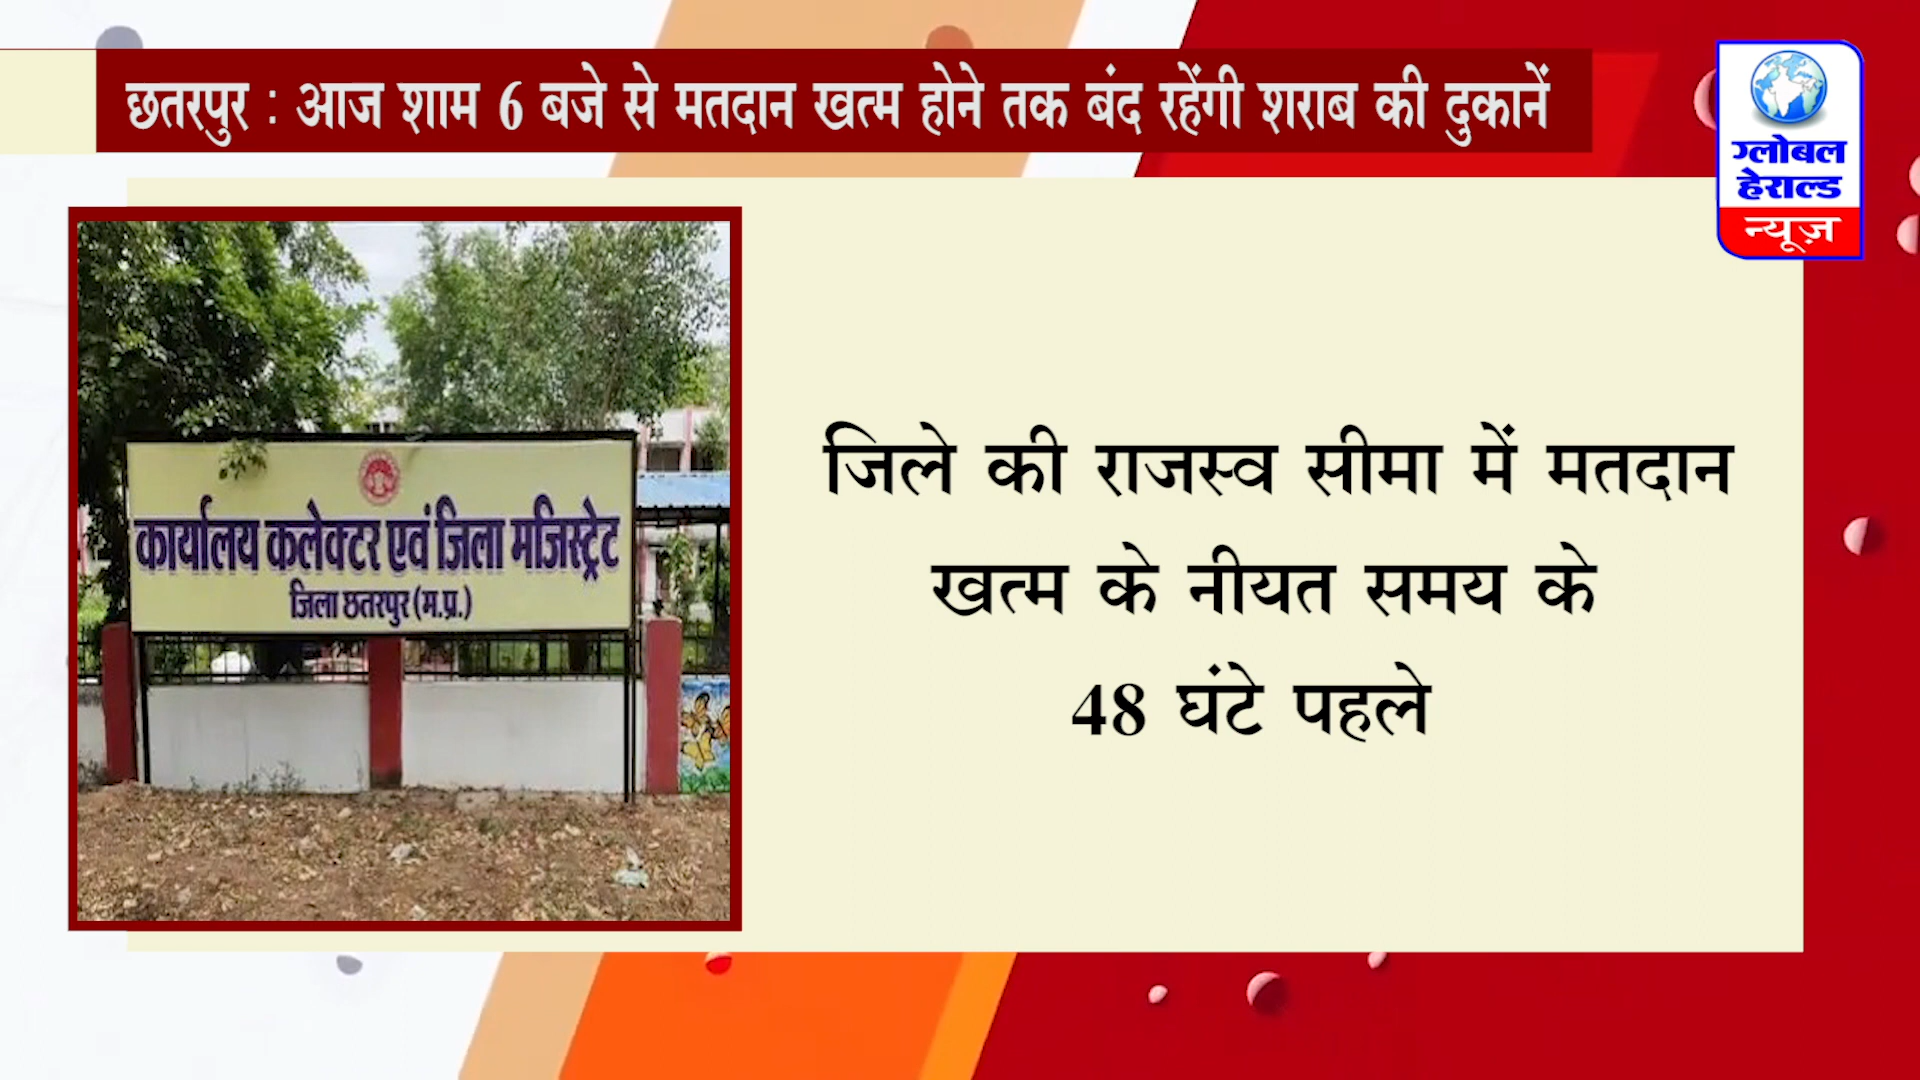 छतरपुर : आज शाम 6 बजे से मतदान खत्म होने तक बंद रहेंगी शराब की दुकानें
ग्लोबल
हेराल्ड
न्यूज़
कार्यालय कलेक्टर एवं जिला मजिस्ट्रेट
जिला छतरपुर (म.प्र.)
जिले की राजस्व सीमा में मतदान
खत्म के नीयत समय के
48 घंटे पहले